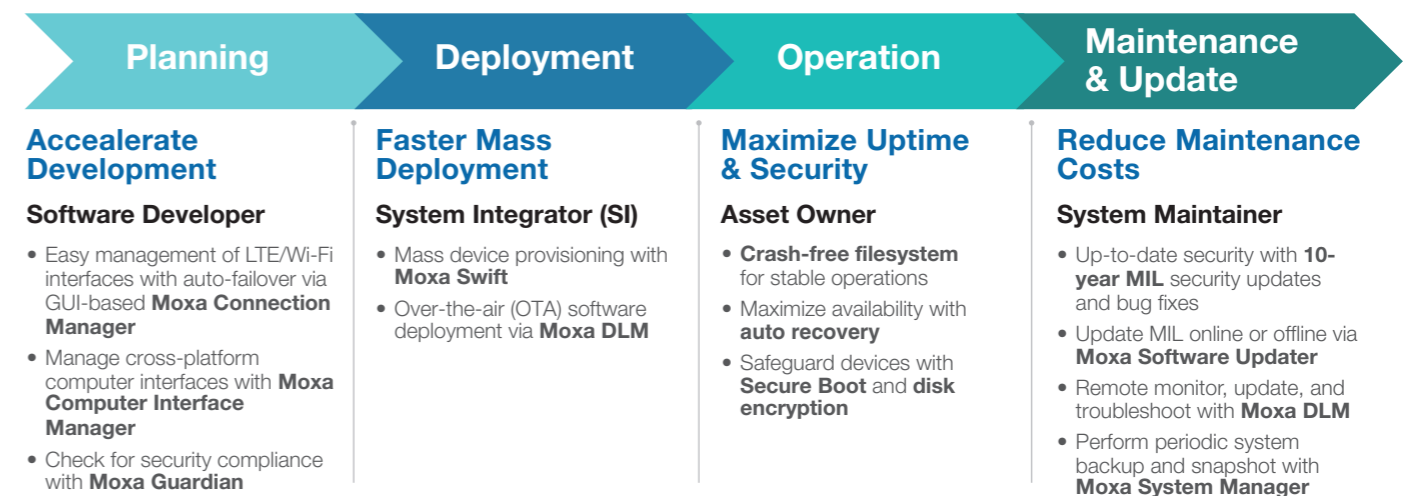 Planning
Deployment
Operation
Maintenance
& Update
Accealerate
Development
Software Developer
• Easy management of LTE/Wi-Fi
interfaces with auto-failover via
GUI-based Moxa Connection
Manager
• Manage cross-platform
computer interfaces with Moxa
Computer Interface
Manager
• Check for security compliance
with Moxa Guardian
Faster Mass
Deployment
System Integrator (SI)
• Mass device provisioning with
Moxa Swift
• Over-the-air (OTA) software
deployment via Moxa DLM
Maximize Uptime
& Security
Asset Owner
• Crash-free filesystem
for stable operations
• Maximize availability with
auto recovery
• Safeguard devices with
Secure Boot and disk
encryption
Reduce Maintenance
Costs
System Maintainer
• Up-to-date security with 10-
year MIL security updates
and bug fixes
• Update MIL online or offline via
Moxa Software Updater
• Remote monitor, update, and
troubleshoot with Moxa DLM
• Perform periodic system
backup and snapshot with
Moxa System Manager